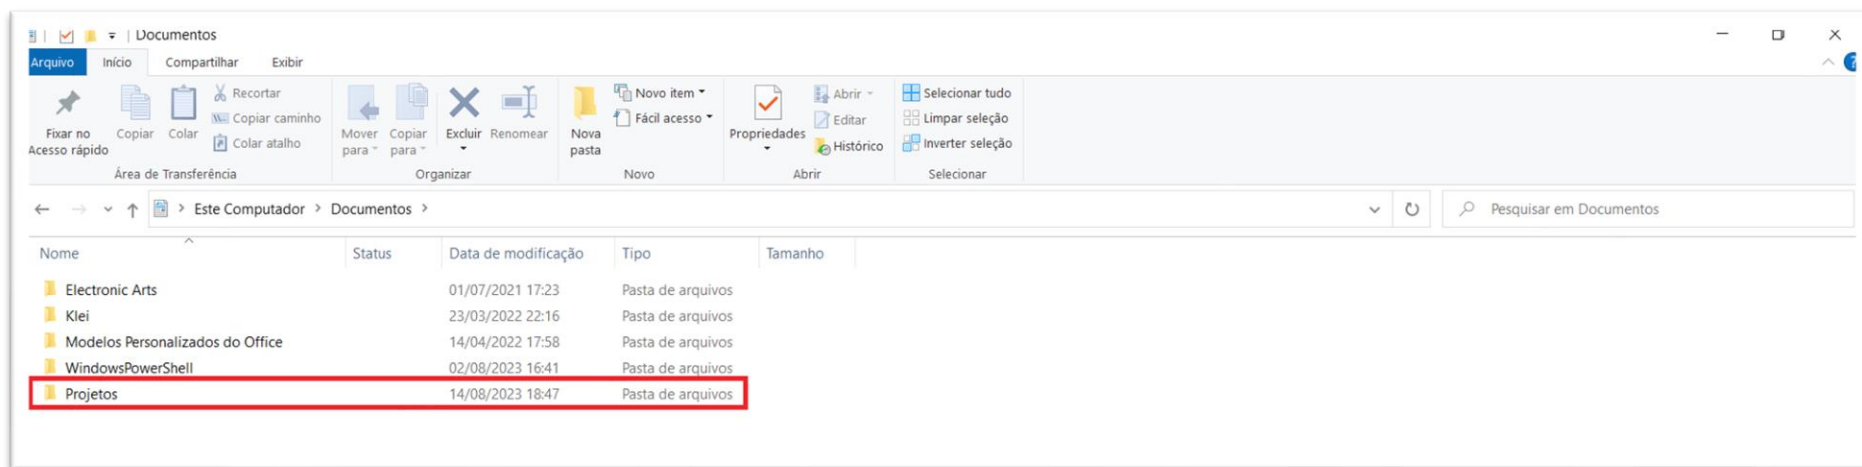 Documentos
Arquivo Início Compartilhar Exibir
Fixar no Acesso rápido
Copiar
Colar
Recortar
Copiar caminho
Colar atalho
Área de Transferência
Mover para
Copiar para
Excluir
Renomear
Organizar
Nova pasta
Novo item
Fácil acesso
Novo
Propriedades
Abrir
Editar
Histórico
Abrir
Selecionar tudo
Limpar seleção
Inverter seleção
Selecionar
Este Computador > Documentos >
Pesquisar em Documentos
Nome Status Data de modificação Tipo Tamanho
Electronic Arts 01/07/2021 17:23 Pasta de arquivos
Klei 23/03/2022 22:16 Pasta de arquivos
Modelos Personalizados do Office 14/04/2022 17:58 Pasta de arquivos
WindowsPowerShell 02/08/2023 16:41 Pasta de arquivos
Projetos 14/08/2023 18:47 Pasta de arquivos